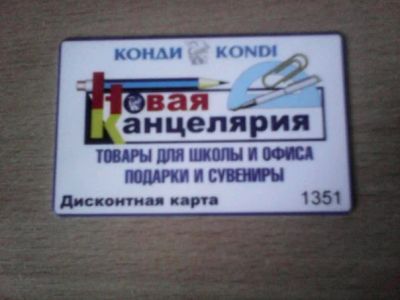 КОНДИ KONDI
Новая
Канцелярия
ТОВАРЫ ДЛЯ ШКОЛЫ И ОФИСА
ПОДАРКИ И СУВЕНИРЫ
Дисконтная карта 1351